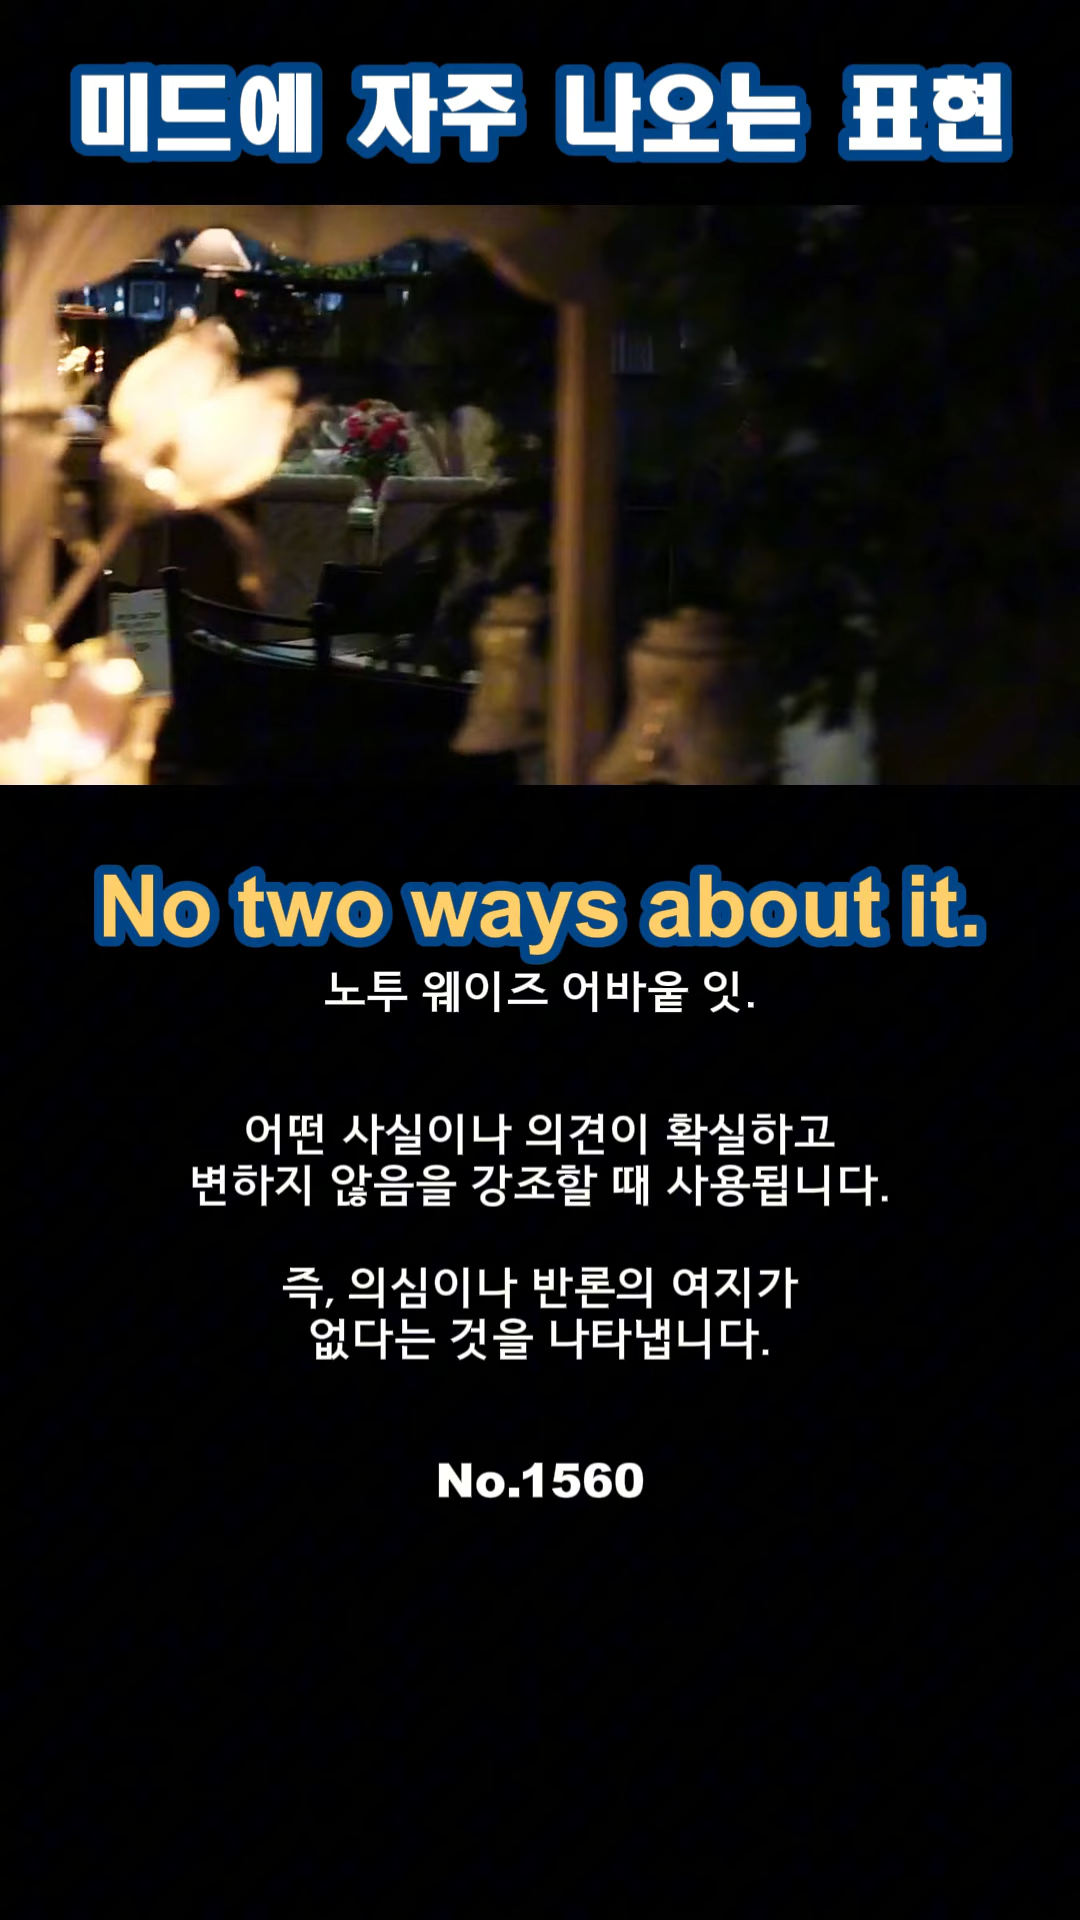 미드에 자주 나오는 표현
No two ways about it.
노투 웨이즈 어바웉 잇.
어떤 사실이나 의견이 확실하고
변하지 않음을 강조할 때 사용됩니다.
즉, 의심이나 반론의 여지가
없다는 것을 나타냅니다.
No.1560